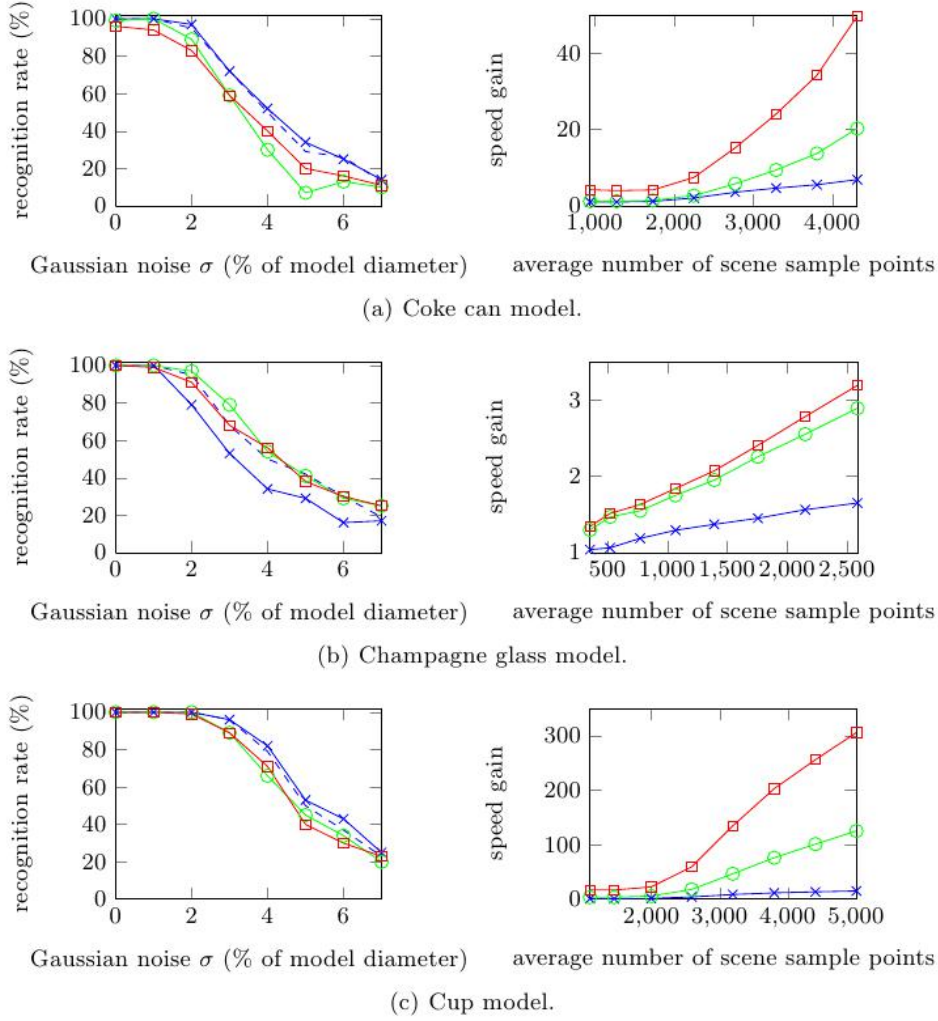 recognition rate (%)
100
80
60
40
20
0
0 2 4 6
Gaussian noise σ (% of model diameter)
speed gain
40
20
0
1,000 2,000 3,000 4,000
average number of scene sample points
(a) Coke can model.
recognition rate (%)
100
80
60
40
20
0
0 2 4 6
Gaussian noise σ (% of model diameter)
speed gain
3
2
1
500 1,000 1,500 2,000 2,500
average number of scene sample points
(b) Champagne glass model.
recognition rate (%)
100
80
60
40
20
0
0 2 4 6
Gaussian noise σ (% of model diameter)
speed gain
300
200
100
0
2,000 3,000 4,000 5,000
average number of scene sample points
(c) Cup model.